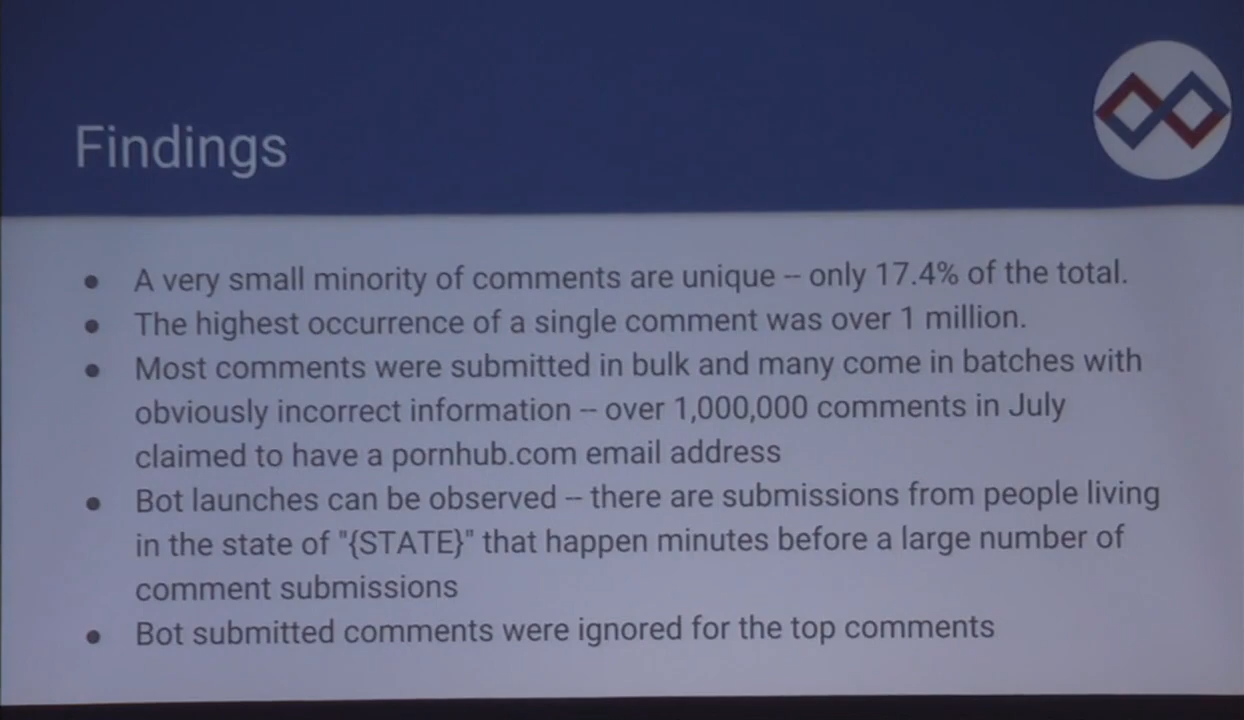 Findings
● A very small minority of comments are unique -- only 17.4% of the total.
● The highest occurrence of a single comment was over 1 million.
● Most comments were submitted in bulk and many come in batches with
obviously incorrect information -- over 1,000,000 comments in July
claimed to have a pornhub.com email address
● Bot launches can be observed -- there are submissions from people living
in the state of "{STATE}" that happen minutes before a large number of
comment submissions
● Bot submitted comments were ignored for the top comments